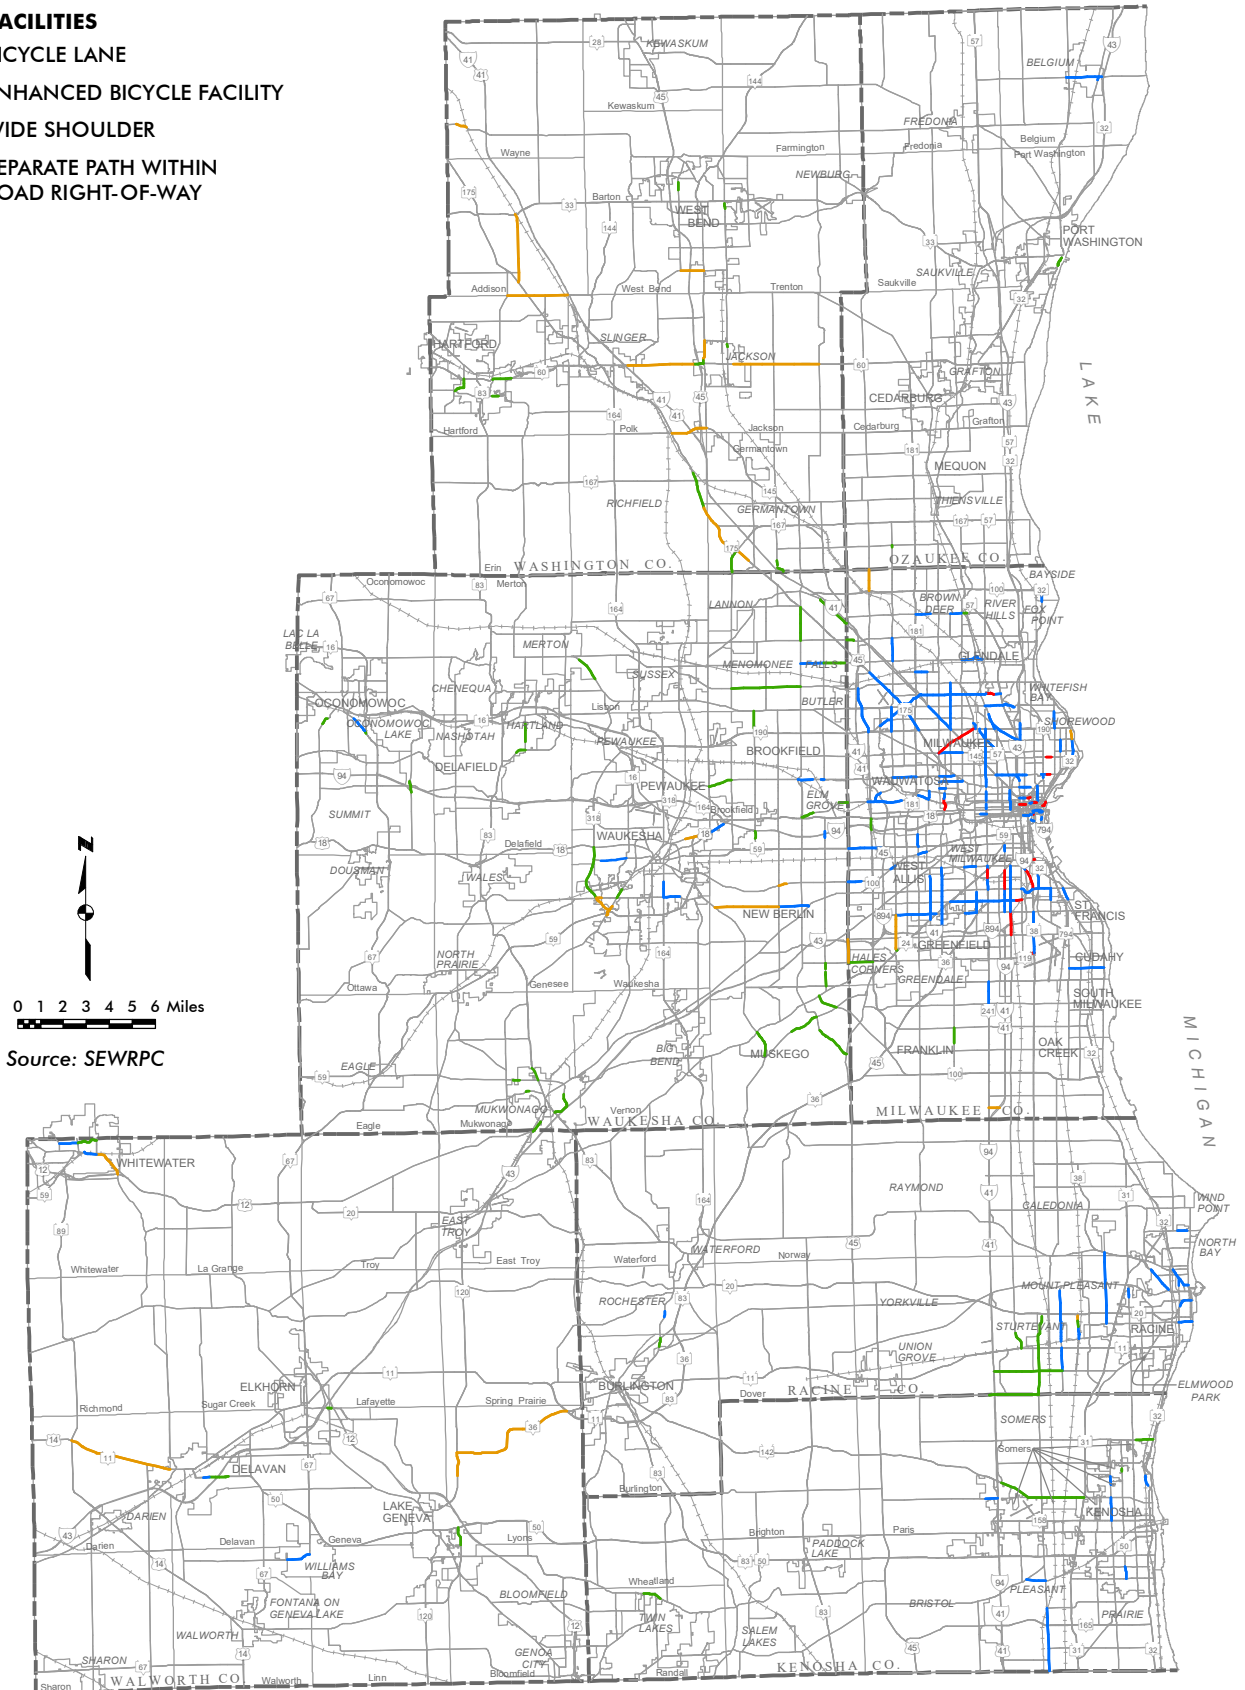 ACILITIES
ICYCLE LANE
NHANCED BICYCLE FACILITY
VIDE SHOULDER
EPARATE PATH WITHIN
OAD RIGHT-OF-WAY
KEWASKUM
Kewaskum
Wayne
Barton
Farmington
NEWBURG
WEST
BEND
Addison
West Bend
Trenton
BELGIUM
FREDONIA
Fredonia
Belgium
Port Washington
PORT
WASHINGTON
SAUKVILLE
Saukville
HARTFORD
SLINGER
JACKSON
GRAFTON
CEDARBURG
Hartford
Polk
Jackson
Germantown
Cedarburg
Grafton
MEQUON
THIENSVILLE
RICHFIELD
GERMANTOWN
LAKE
Erin
WASHINGTON CO.
OZAUKEE CO.
Oconomowoc
Merton
BAYSIDE
LANNON
BROWN
DEER
RIVER
HILLS
FOX
POINT
LAC LA
BELLE
MERTON
SUSSEX
MENOMONEE
FALLS
GLENDALE
CHENEQUA
OCONOMOWOC
Lisbon
BUTLER
WHITEFISH
BAY
OCONOMOWOC
LAKE
NASHOTAH
HARTLAND
PEWAUKEE
SHOREWOOD
BROOKFIELD
MILWAUKEE
DELAFIELD
PEWAUKEE
WAUWATOSA
ELM
GROVE
SUMMIT
Brookfield
WAUKESHA
Delafield
DOUSMAN
WALES
WEST
MILWAUKEE
WEST
ALLIS
NEW BERLIN
ST.
FRANCIS
GREENFIELD
NORTH
PRAIRIE
HALES
CORNERS
GREENDALE
CUDAHY
Ottawa
Genesee
Waukesha
SOUTH
MILWAUKEE
N
0 1 2 3 4 5 6 Miles
Source: SEWRPC
EAGLE
BIG
BEND
MUSKEGO
FRANKLIN
OAK
CREEK
MICHIGAN
MUKWONAGO
Mukwonago
Vernon
Eagle
WAUKESHA CO.
MILWAUKEE CO.
WHITEWATER
RAYMOND
CALEDONIA
WIND
POINT
EAST
TROY
NORTH
BAY
Whitewater
La Grange
Troy
East Troy
Waterford
WATERFORD
Norway
ROCHESTER
MOUNT PLEASANT
YORKVILLE
STURTEVANT
RACINE
UNION
GROVE
ELKHORN
BURLINGTON
Dover
RACINE CO.
ELMWOOD
PARK
Richmond
Sugar Creek
Lafayette
Spring Prairie
SOMERS
Somers
DELAVAN
Burlington
DARIEN
LAKE
GENEVA
KENOSHA
Darien
Delavan
Geneva
Lyons
Brighton
Paris
PADDOCK
LAKE
WILLIAMS
BAY
Wheatland
PLEASANT
PRAIRIE
BLOOMFIELD
FONTANA ON
GENEVA LAKE
TWIN
LAKES
BRISTOL
WALWORTH
SALEM
LAKES
SHARON
GENOA
CITY
Sharon
WALWORTH CO.
Walworth
Linn
Bloomfield
Randall
KENOSHA CO.